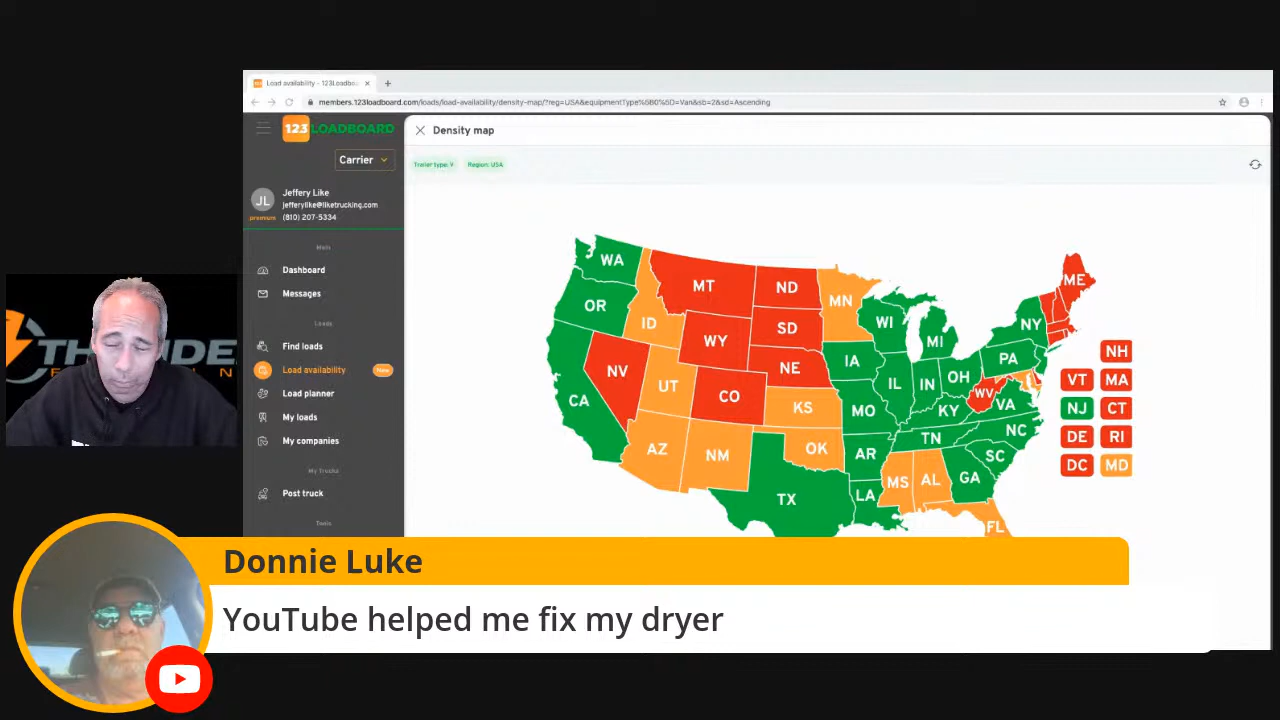 Load availability - 123Loadbo
members.123loadboard.com/loads/load-availability/density-map/?reg=USA&equipmentType%5B0%5D=Van&sb=2&sd=Ascending
123 LOADBOARD
Density map
Carrier
Trailer type: V
Region: USA
JL
Jeffery Like
jefferylike@liketrucking.com
(810) 207-5334
premium
Main
Dashboard
Messages
Loads
Find loads
Load availability
New
Load planner
My loads
My companies
My Trucks
Post truck
Tools
WA
MT
ND
MN
ME
OR
ID
WY
SD
WI
MI
NY
NV
UT
CO
NE
IA
IL
IN
OH
PA
WV
VA
CA
KS
MO
KY
AZ
NM
OK
AR
TN
NC
SC
TX
LA
MS
AL
GA
FL
NH
VT
MA
NJ
CT
DE
RI
DC
MD
THUNDE
F
N
Donnie Luke
YouTube helped me fix my dryer